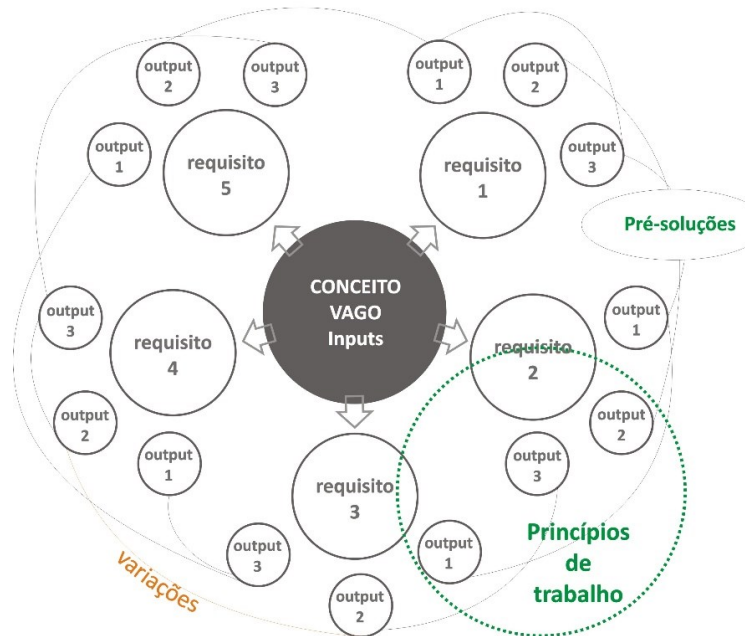 output
2
output
3
output
1
requisito
5
output
1
output
2
output
3
requisito
1
Pré-soluções
CONCEITO
VAGO
Inputs
output
3
requisito
4
output
2
output
1
requisito
2
output
1
output
2
output
3
requisito
3
output
3
output
2
output
1
Princípios
de
trabalho
variações